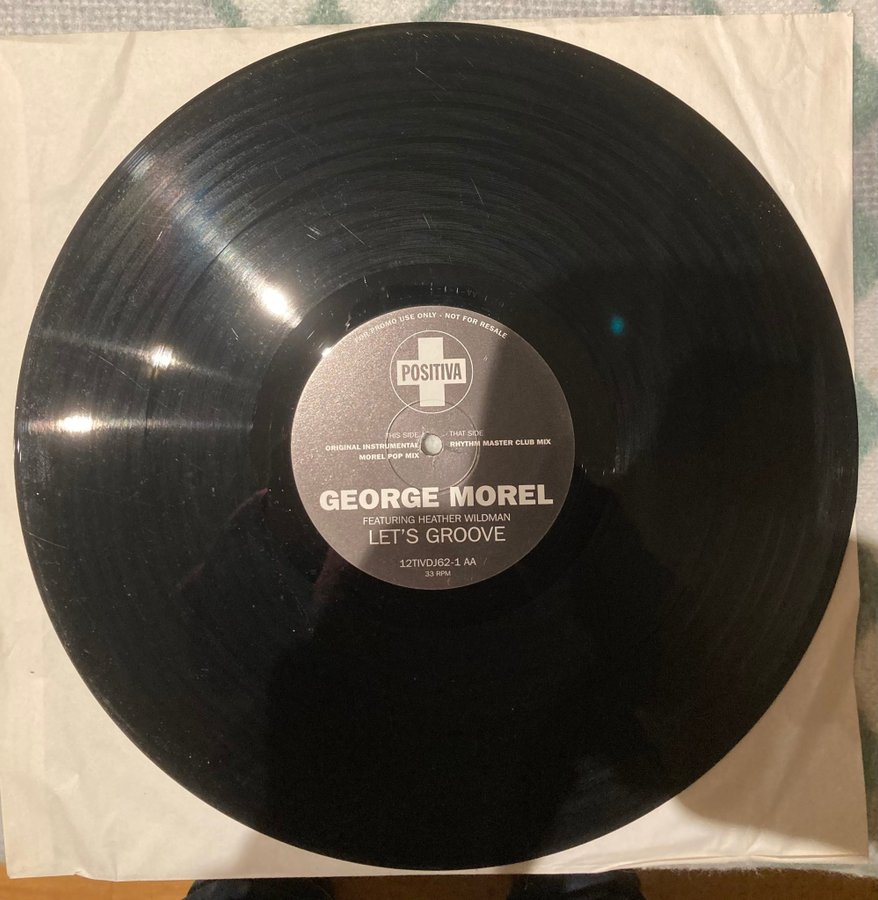 FOR PROMO USE ONLY - NOT FOR RESALE
POSITIVA
THIS SIDE
ORIGINAL INSTRUMENTAL
MOREL POP MIX
THAT SIDE
RHYTHM MASTER CLUB MIX
GEORGE MOREL
FEATURING HEATHER WILDMAN
LET'S GROOVE
12TIVDJ62-1 AA
33 RPM